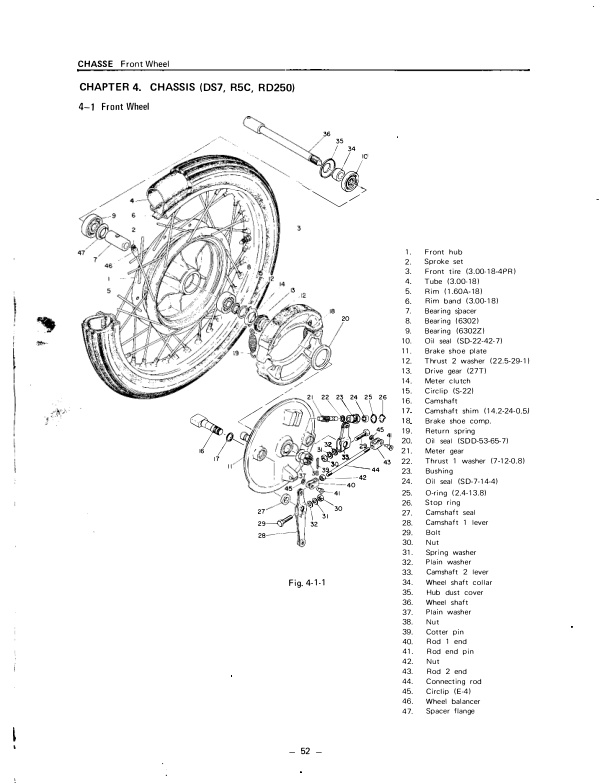 CHASSE Front Wheel
CHAPTER 4. CHASSIS (DS7, R5C, RD250)
4-1 Front Wheel
36
35
34
10
9
4
6
2
47
7
46
1
5
3
8
15
12
14
13
12
18
20
19
21 22 23 24 25 26
16
17
11
31
32
33
29
45
41
43
30
44
37
38
39
42
40
45
41
27
30
31
32
29
28
Fig. 4-1-1
1. Front hub
2. Sproke set
3. Front tire (3.00-18-4PR)
4. Tube (3.00-18)
5. Rim (1.60A-18)
6. Rim band (3.00-18)
7. Bearing spacer
8. Bearing (6302)
9. Bearing (6302Z)
10. Oil seal (SD-22-42-7)
11. Brake shoe plate
12. Thrust 2 washer (22.5-29-1)
13. Drive gear (27T)
14. Meter clutch
15. Circlip (S-22)
16. Camshaft
17. Camshaft shim (14.2-24-0.5)
18. Brake shoe comp.
19. Return spring
20. Oil seal (SDD-53-65-7)
21. Meter gear
22. Thrust 1 washer (7-12-0.8)
23. Bushing
24. Oil seal (SD-7-14-4)
25. O-ring (2.4-13.8)
26. Stop ring
27. Camshaft seal
28. Camshaft 1 lever
29. Bolt
30. Nut
31. Spring washer
32. Plain washer
33. Camshaft 2 lever
34. Wheel shaft collar
35. Hub dust cover
36. Wheel shaft
37. Plain washer
38. Nut
39. Cotter pin
40. Rod 1 end
41. Rod end pin
42. Nut
43. Rod 2 end
44. Connecting rod
45. Circlip (E-4)
46. Wheel balancer
47. Spacer flange
— 52 —